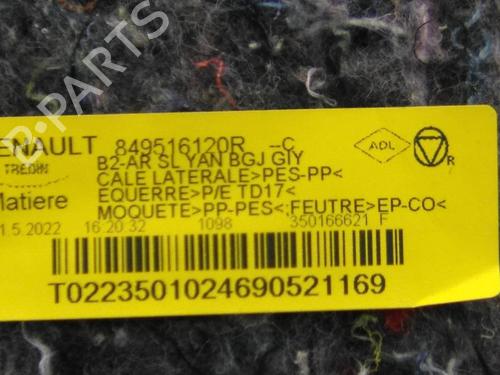 B-PARTS
RENAULT 849516120R --C
TREDIN
B2-AR SL YAN BGJ GIY
CALE LATERALE>PES-PP<
EQUERRE>P/E TD17<
Matiere
MOQUETE>PP-PES<;FEUTRE>EP-CO<
1.5.2022 16:20.32 1098 350166621 F
ADL
R
T0223501024690521169